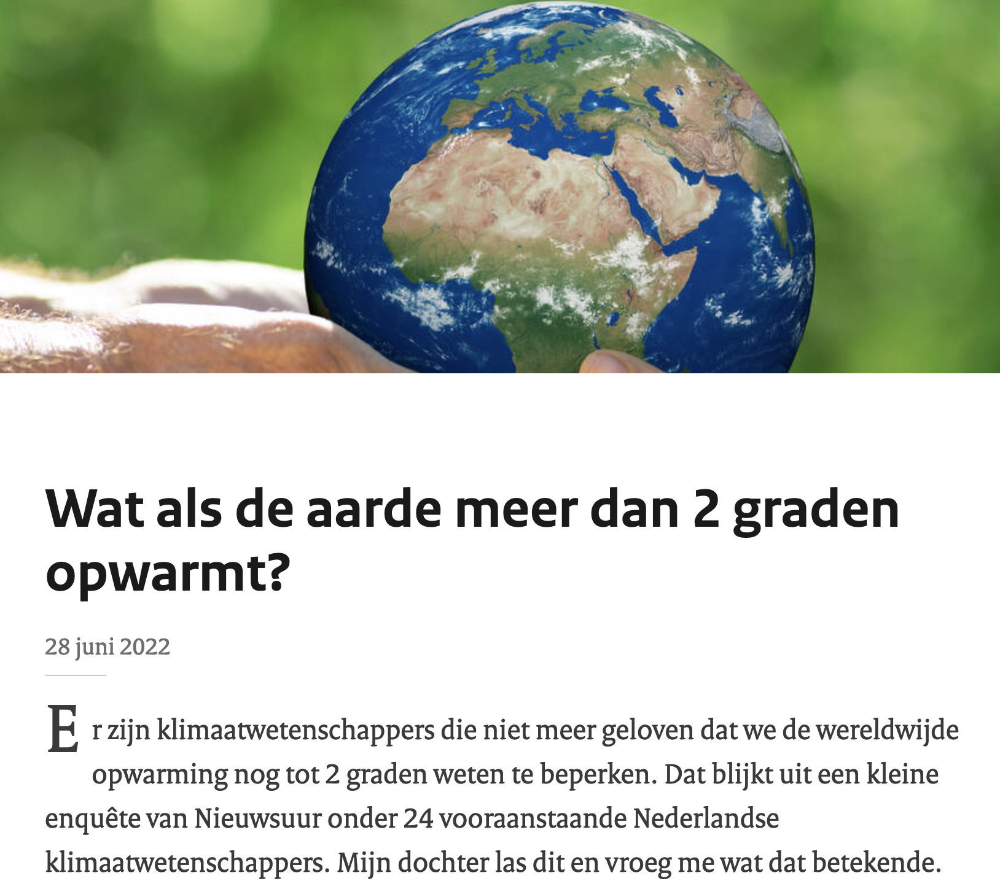 Wat als de aarde meer dan 2 graden
opwarmt?
28 juni 2022
Er zijn klimaatwetenschappers die niet meer geloven dat we de wereldwijde
opwarming nog tot 2 graden weten te beperken. Dat blijkt uit een kleine
enquête van Nieuwsuur onder 24 vooraanstaande Nederlandse
klimaatwetenschappers. Mijn dochter las dit en vroeg me wat dat betekende.